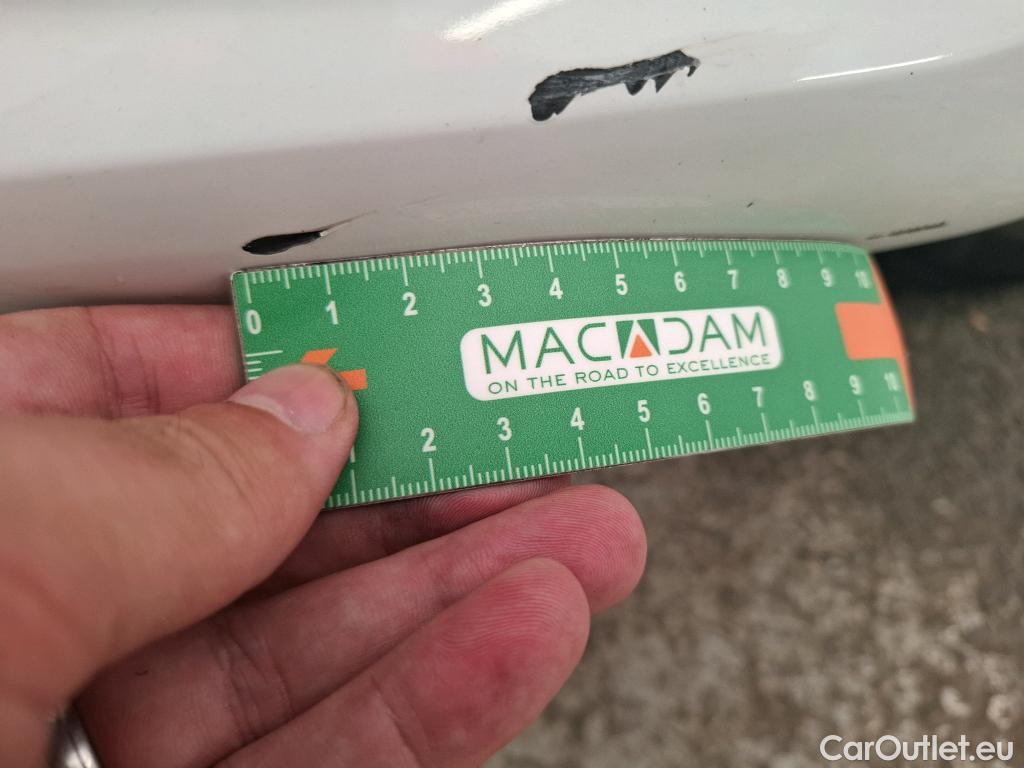 0 1 2 3 4 5 6 7 8 9 10
MACADAM
ON THE ROAD TO EXCELLENCE
1 2 3 4 5 6 7 8 9 10
CarOutlet.eu